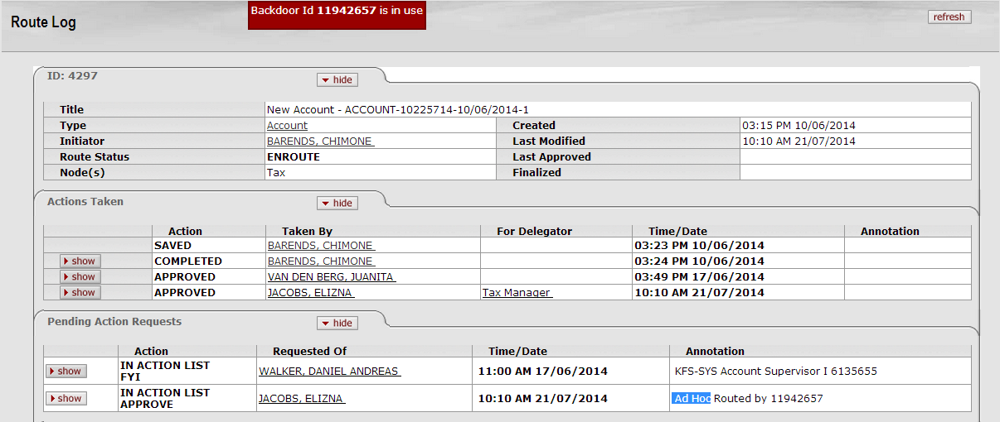 Backdoor Id 11942657 is in use
Route Log
refresh
ID: 4297
hide
Title New Account - ACCOUNT-10225714-10/06/2014-1
Type Account Created 03:15 PM 10/06/2014
Initiator BARENDS, CHIMONE Last Modified 10:10 AM 21/07/2014
Route Status ENROUTE Last Approved
Node(s) Tax Finalized
Actions Taken
hide
Action Taken By For Delegator Time/Date Annotation
SAVED BARENDS, CHIMONE 03:23 PM 10/06/2014
show COMPLETED BARENDS, CHIMONE 03:24 PM 10/06/2014
show APPROVED VAN DEN BERG, JUANITA 03:49 PM 17/06/2014
show APPROVED JACOBS, ELIZNA Tax Manager 10:10 AM 21/07/2014
Pending Action Requests
hide
Action Requested Of Time/Date Annotation
show IN ACTION LIST
FYI WALKER, DANIEL ANDREAS 11:00 AM 17/06/2014 KFS-SYS Account Supervisor I 6135655
show IN ACTION LIST
APPROVE JACOBS, ELIZNA 10:10 AM 21/07/2014 Ad Hoc Routed by 11942657